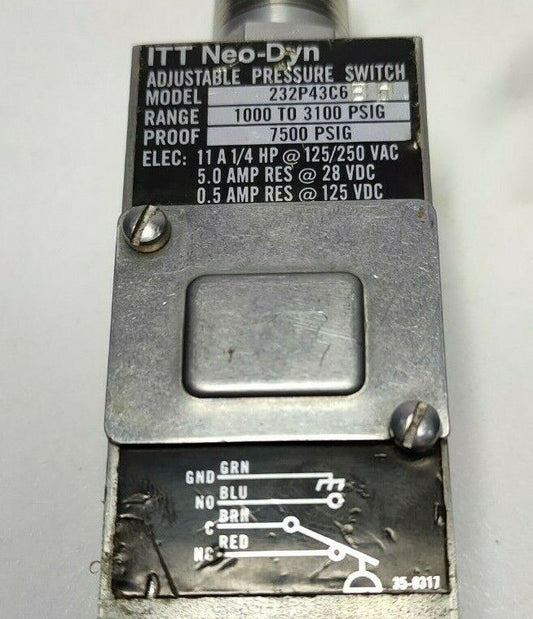 ITT Neo-Dyn
ADJUSTABLE PRESSURE SWITCH
MODEL 232P43C6
RANGE 1000 TO 3100 PSIG
PROOF 7500 PSIG
ELEC: 11 A 1/4 HP @ 125/250 VAC
5.0 AMP RES @ 28 VDC
0.5 AMP RES @ 125 VDC
GND GRN
NO BLU
C BRN
NC RED
35-8317